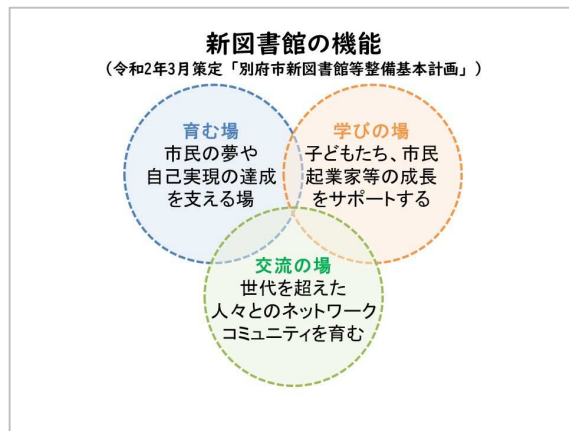 新図書館の機能
（令和2年3月策定「別府市新図書館等整備基本計画」）
育む場
市民の夢や
自己実現の達成
を支える場
学びの場
子どもたち、市民
起業家等の成長
をサポートする
交流の場
世代を超えた
人々とのネットワーク
コミュニティを育む